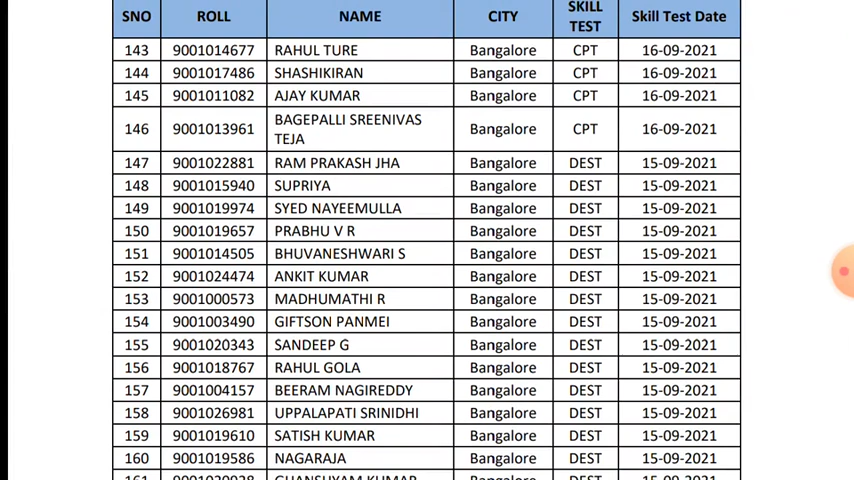 SNO ROLL NAME CITY SKILL TEST Skill Test Date
143 9001014677 RAHUL TURE Bangalore CPT 16-09-2021
144 9001017486 SHASHIKIRAN Bangalore CPT 16-09-2021
145 9001011082 AJAY KUMAR Bangalore CPT 16-09-2021
146 9001013961 BAGEPALLI SREENIVAS TEJA Bangalore CPT 16-09-2021
147 9001022881 RAM PRAKASH JHA Bangalore DEST 15-09-2021
148 9001015940 SUPRIYA Bangalore DEST 15-09-2021
149 9001019974 SYED NAYEEMULLA Bangalore DEST 15-09-2021
150 9001019657 PRABHU V R Bangalore DEST 15-09-2021
151 9001014505 BHUVANESHWARI S Bangalore DEST 15-09-2021
152 9001024474 ANKIT KUMAR Bangalore DEST 15-09-2021
153 9001000573 MADHUMATHI R Bangalore DEST 15-09-2021
154 9001003490 GIFTSON PANMEI Bangalore DEST 15-09-2021
155 9001020343 SANDEEP G Bangalore DEST 15-09-2021
156 9001018767 RAHUL GOLA Bangalore DEST 15-09-2021
157 9001004157 BEERAM NAGIREDDY Bangalore DEST 15-09-2021
158 9001026981 UPPALAPATI SRINIDHI Bangalore DEST 15-09-2021
159 9001019610 SATISH KUMAR Bangalore DEST 15-09-2021
160 9001019586 NAGARAJA Bangalore DEST 15-09-2021
161 Bangalore DEST 15-09-2021